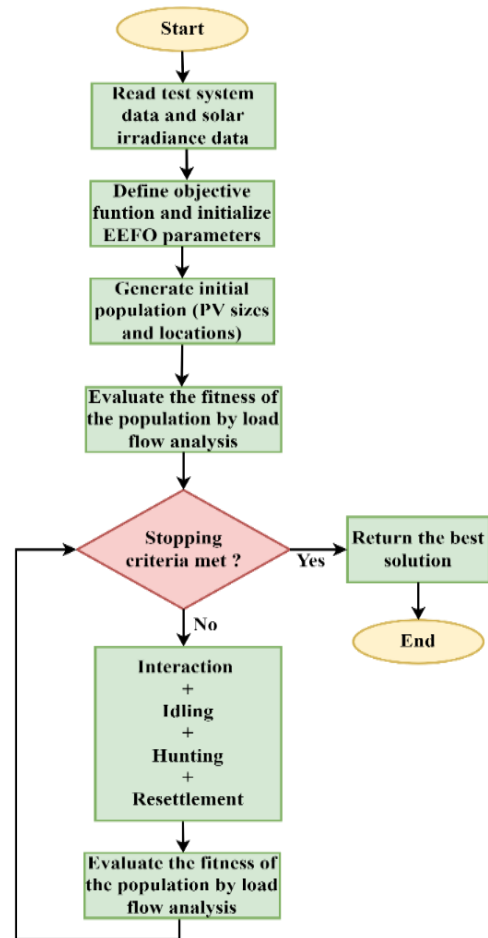 Start
Read test system
data and solar
irradiance data
Define objective
funtion and initialize
EEFO parameters
Generate initial
population (PV sizes
and locations)
Evaluate the fitness of
the population by load
flow analysis
Stopping
criteria met ?
Yes
Return the best
solution
End
No
Interaction
+
Idling
+
Hunting
+
Resettlement
Evaluate the fitness of
the population by load
flow analysis